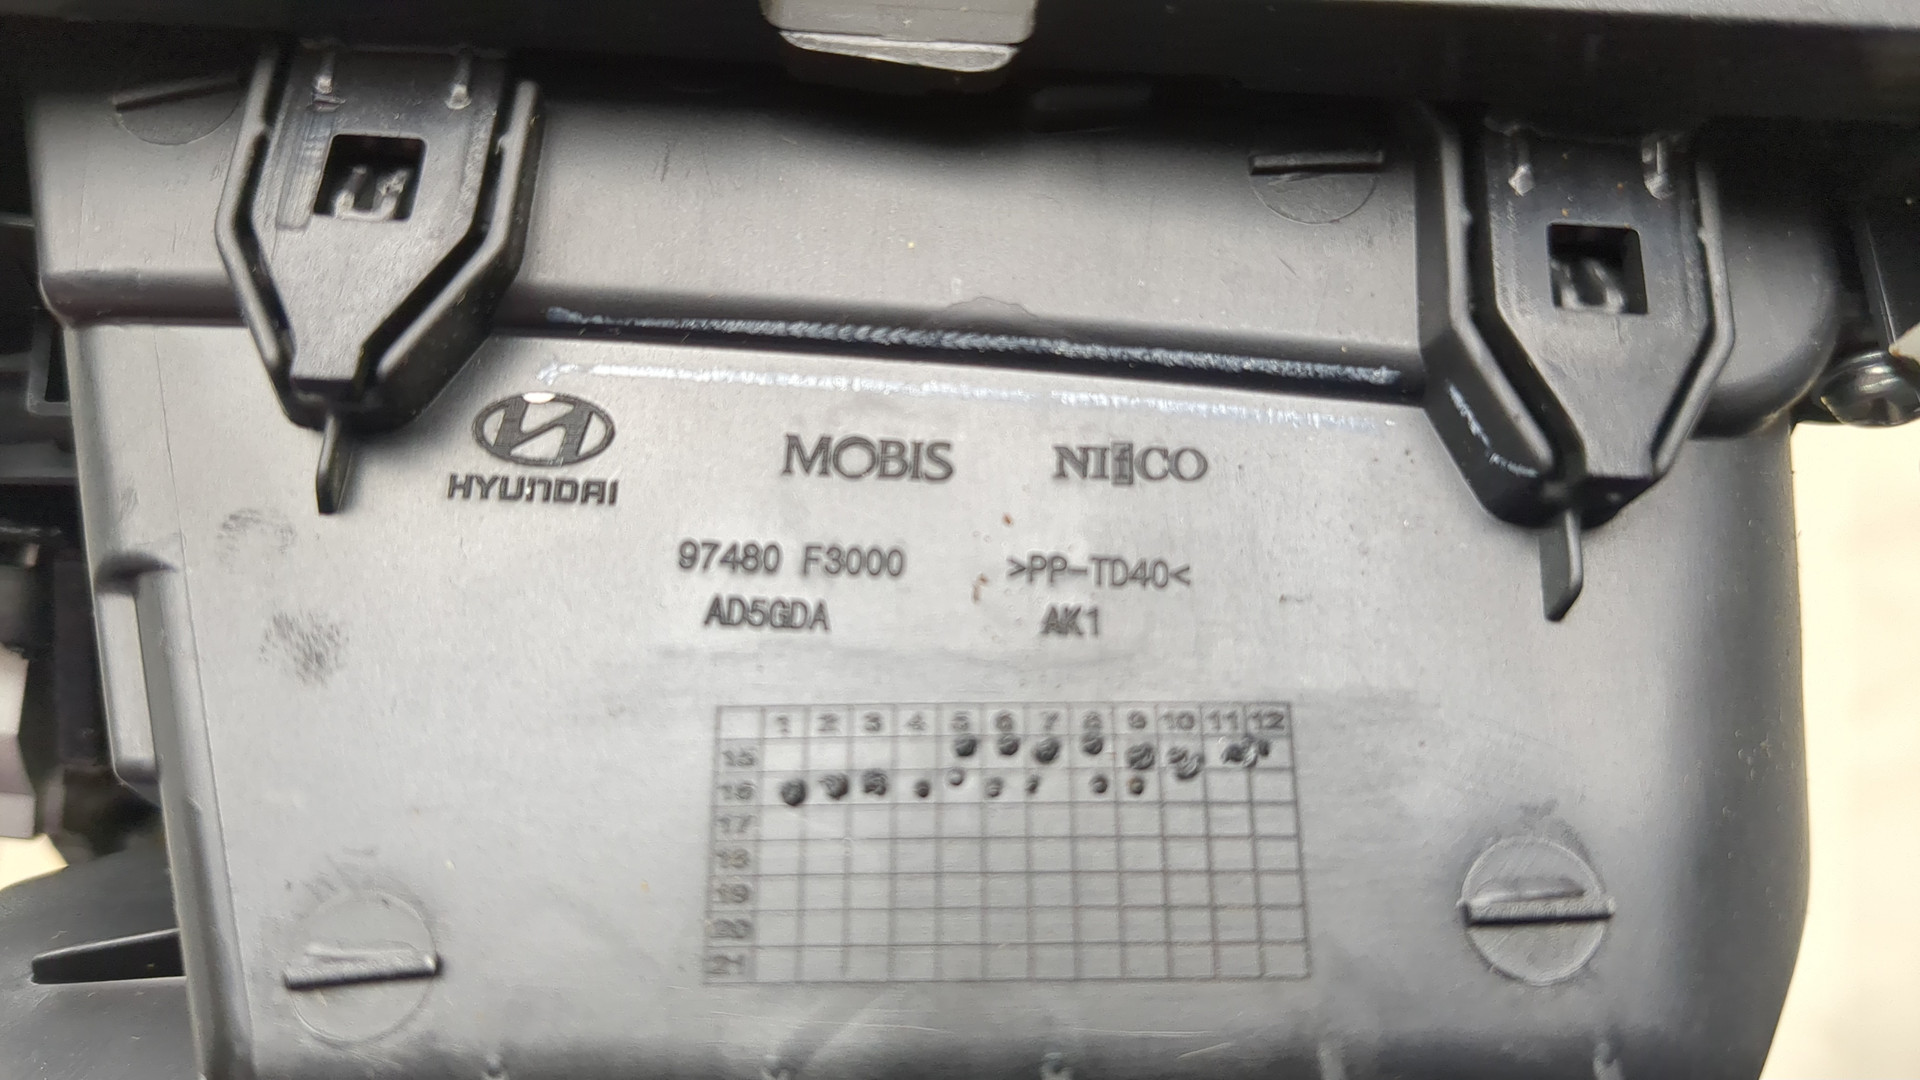 HYUNDAI
MOBIS
NIfCO
97480 F3000
>PP-TD40<
AD5GDA
AK1
1 2 3 4 5 6 7 8 9 10 11 12
15
16
17
18
19
20
21